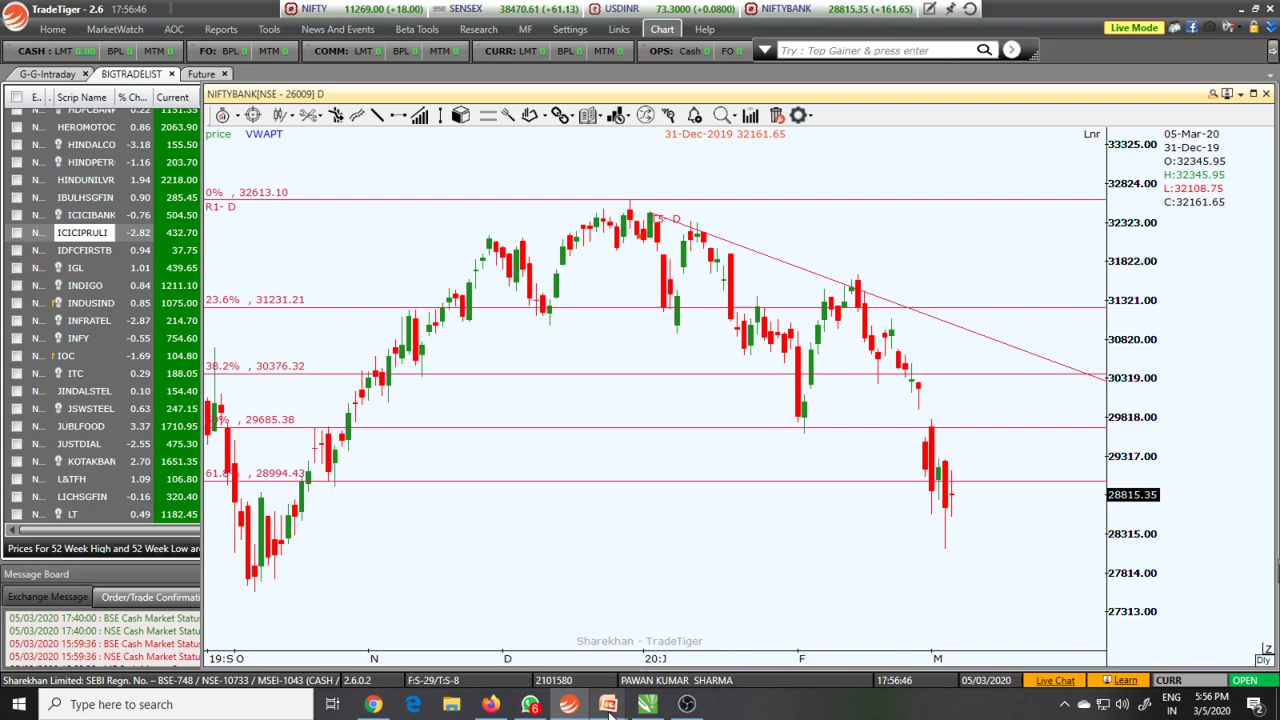 TradeTiger - 2.6 17:56:46 NIFTY 11269.00 (+18.00) SENSEX 38470.61 (+61.13) USDINR 73.3000 (+0.0800) NIFTYBANK 28815.35 (+161.65)
Home MarketWatch AOC Reports Tools News And Events Beta Tools Research MF Settings Links Chart Help Live Mode
CASH : LMT 0.00 BPL MTM FO: BPL MTM COMM: LMT BPL MTM CURR: LMT BPL MTM OPS: Cash FO Try : Top Gainer & press enter
G-G-Intraday BIGTRADELIST Future
E.. . Scrip Name % Ch... Current
HDFCBANK 0.22 1151.35
HEROMOTOC 0.86 2063.90
N... HINDALCO -3.18 155.50
N... HINDPETR -1.16 203.70
N... HINDUNILVR 1.94 2168.00
N... IBULHSGFIN 0.90 285.45
N... ICICIBANK -0.76 504.50
N... ICICIPRULI -2.82 432.70
N... IDFCFIRSTB 0.94 37.75
N... IGL 1.01 439.65
N... INDIGO 0.84 1211.65
N... INDUSIND 0.85 1075.00
N... INFRATEL -2.87 214.70
N... INFY -0.55 754.60
N... IOC -1.69 104.80
N... ITC 0.29 188.05
N... JINDALSTEL 0.10 154.40
N... JSWSTEEL 0.63 247.15
N... JUBLFOOD 3.37 1710.95
N... JUSTDIAL -2.55 475.30
N... KOTAKBAN 2.70 1651.35
N... L&TFH 1.09 106.80
N... LICHSGFIN -0.16 320.40
N... LT 0.49 1182.45
Prices For 52 Week High and 52 Week Low are
Message Board
Exchange Message Order/Trade Confirmatio
05/03/2020 17:40:00 : BSE Cash Market Status
05/03/2020 17:40:00 : NSE Cash Market Status
05/03/2020 15:59:36 : BSE Cash Market Status
05/03/2020 15:59:36 : NSE Cash Market Status
NIFTYBANK[NSE - 26009] D
price VWAPT 31-Dec-2019 32161.65 Lnr
05-Mar-20
31-Dec-19
O:32345.95
H:32345.95
L:32108.75
C:32161.65
0% , 32613.10
R1- D
S- D
23.6% , 31231.21
38.2% , 30376.32
, 29685.38
61.8% , 28994.43
33325.00
32824.00
32323.00
31822.00
31321.00
30820.00
30319.00
29818.00
29317.00
28815.35
28315.00
27814.00
27313.00
Sharekhan - TradeTiger
19:S O N D 20:J F M Dly
Sharekhan Limited: SEBI Regn. No. – BSE-748 / NSE-10733 / MSEI-1043 (CASH / 2.6.0.2 F:S-29/T:S-8 2101580 PAWAN KUMAR SHARMA 17:56:46 05/03/2020 Live Chat Learn CURR OPEN
Type here to search 6 ENG 5:56 PM
IN 3/5/2020 2